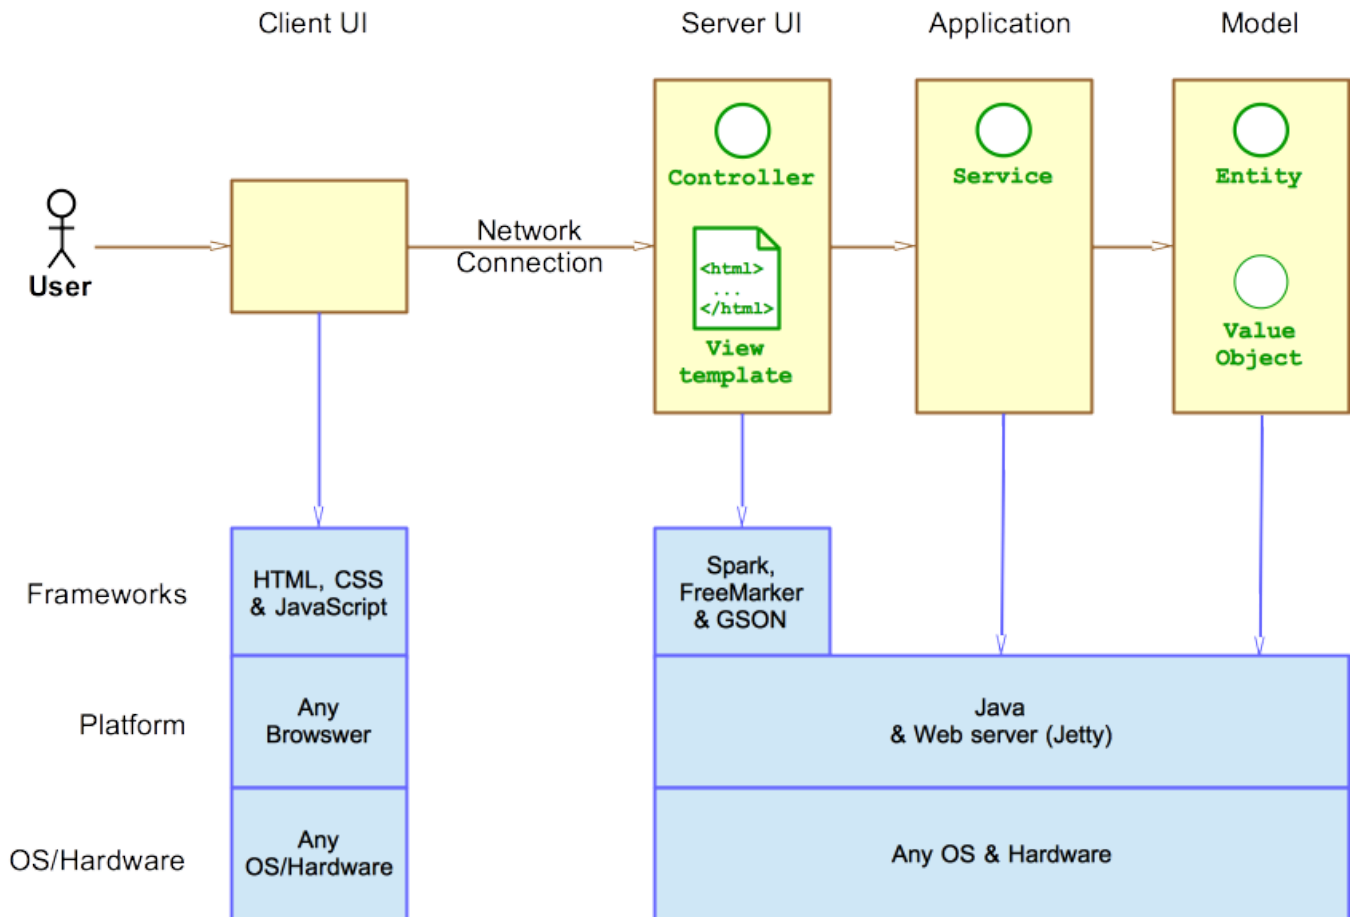 Client UI
Server UI
Application
Model
Controller
Service
Entity
User
Network
Connection
<html>
...
</html>
View
template
Value
Object
Frameworks
HTML, CSS
& JavaScript
Spark,
FreeMarker
& GSON
Platform
Any
Browswer
Java
& Web server (Jetty)
OS/Hardware
Any
OS/Hardware
Any OS & Hardware